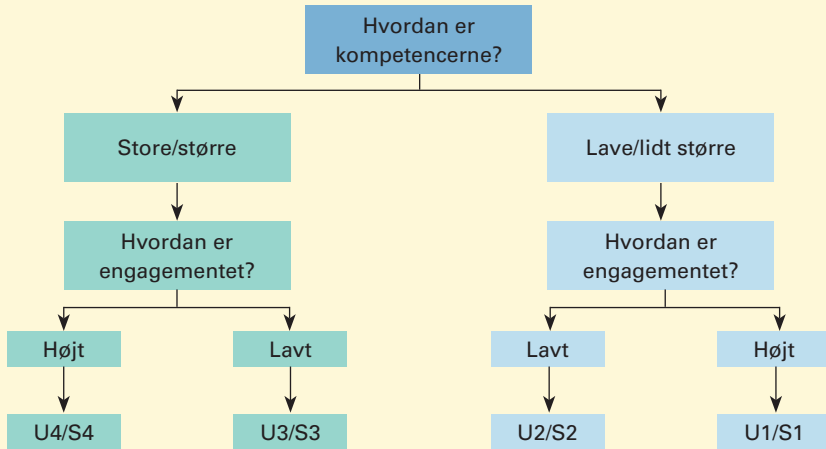 Hvordan er
kompetencerne?
Store/større
Lave/lidt større
Hvordan er
engagementet?
Hvordan er
engagementet?
Højt
Lavt
Lavt
Højt
U4/S4
U3/S3
U2/S2
U1/S1